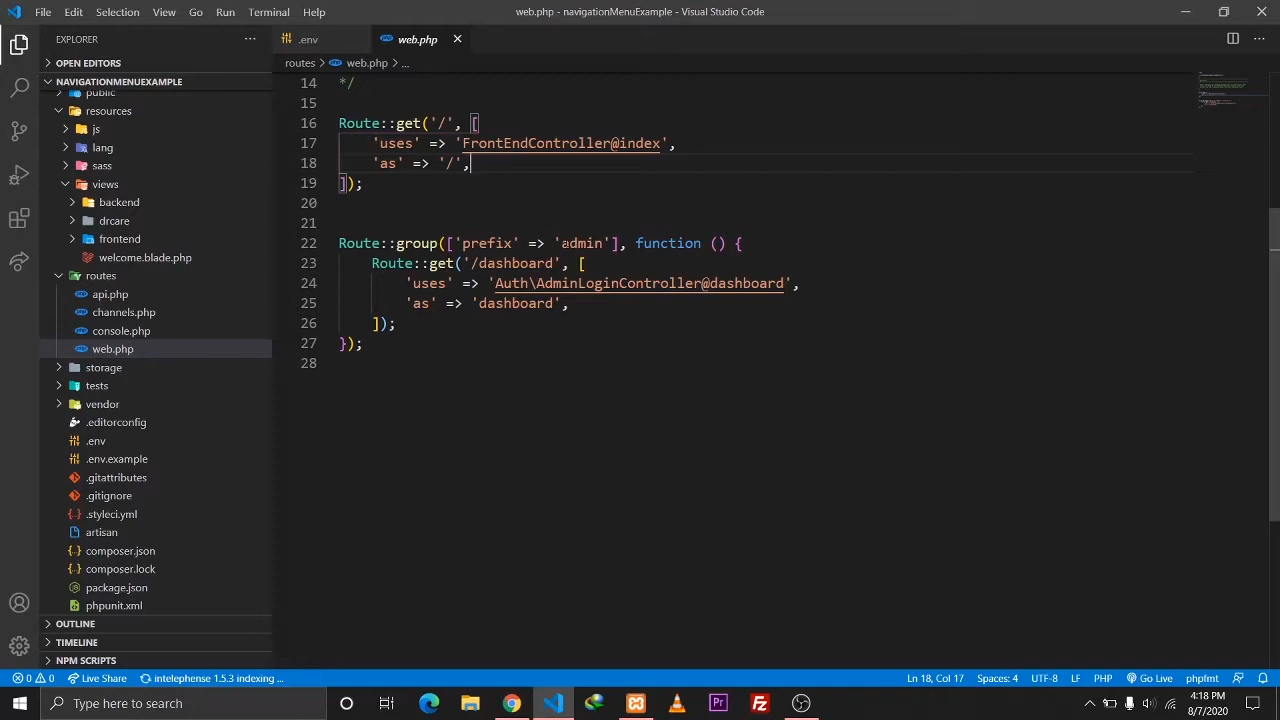 File Edit Selection View Go Run Terminal Help web.php - navigationMenuExample - Visual Studio Code
EXPLORER
OPEN EDITORS
NAVIGATIONMENUEXAMPLE
public
resources
js
lang
sass
views
backend
drcare
frontend
welcome.blade.php
routes
api.php
channels.php
console.php
web.php
storage
tests
vendor
.editorconfig
.env
.env.example
.gitattributes
.gitignore
.styleci.yml
artisan
composer.json
composer.lock
package.json
phpunit.xml
OUTLINE
TIMELINE
NPM SCRIPTS
.env web.php
routes > web.php > ...
14 */
15
16 Route::get('/', [
17 'uses' => 'FrontEndController@index',
18 'as' => '/',
19 ]);
20
21
22 Route::group(['prefix' => 'admin'], function () {
23 Route::get('/dashboard', [
24 'uses' => 'Auth\AdminLoginController@dashboard',
25 'as' => 'dashboard',
26 ]);
27 });
28
0 0 Live Share intelephense 1.5.3 indexing ... Ln 18, Col 17 Spaces: 4 UTF-8 LF PHP Go Live phpfmt
Type here to search
4:18 PM
8/7/2020